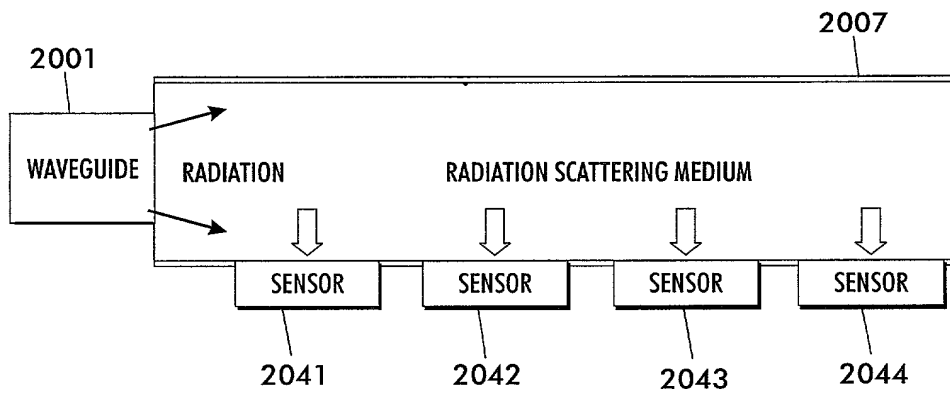 2007
2001
WAVEGUIDE
RADIATION
RADIATION SCATTERING MEDIUM
SENSOR
SENSOR
SENSOR
SENSOR
2041
2042
2043
2044